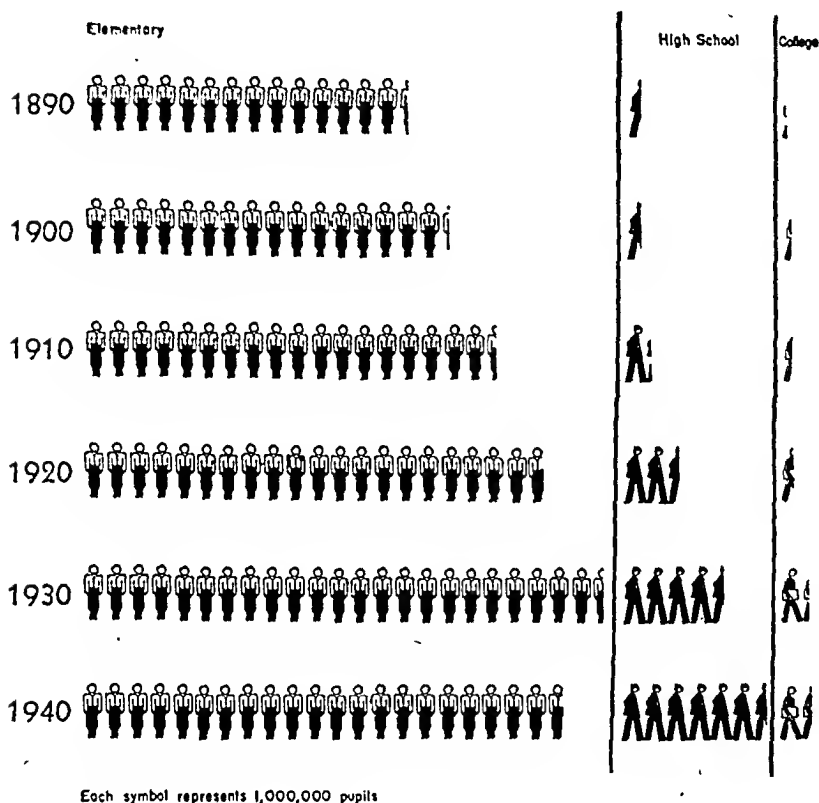 Elementary
High School
College
1890
1900
1910
1920
1930
1940
Each symbol represents 1,000,000 pupils